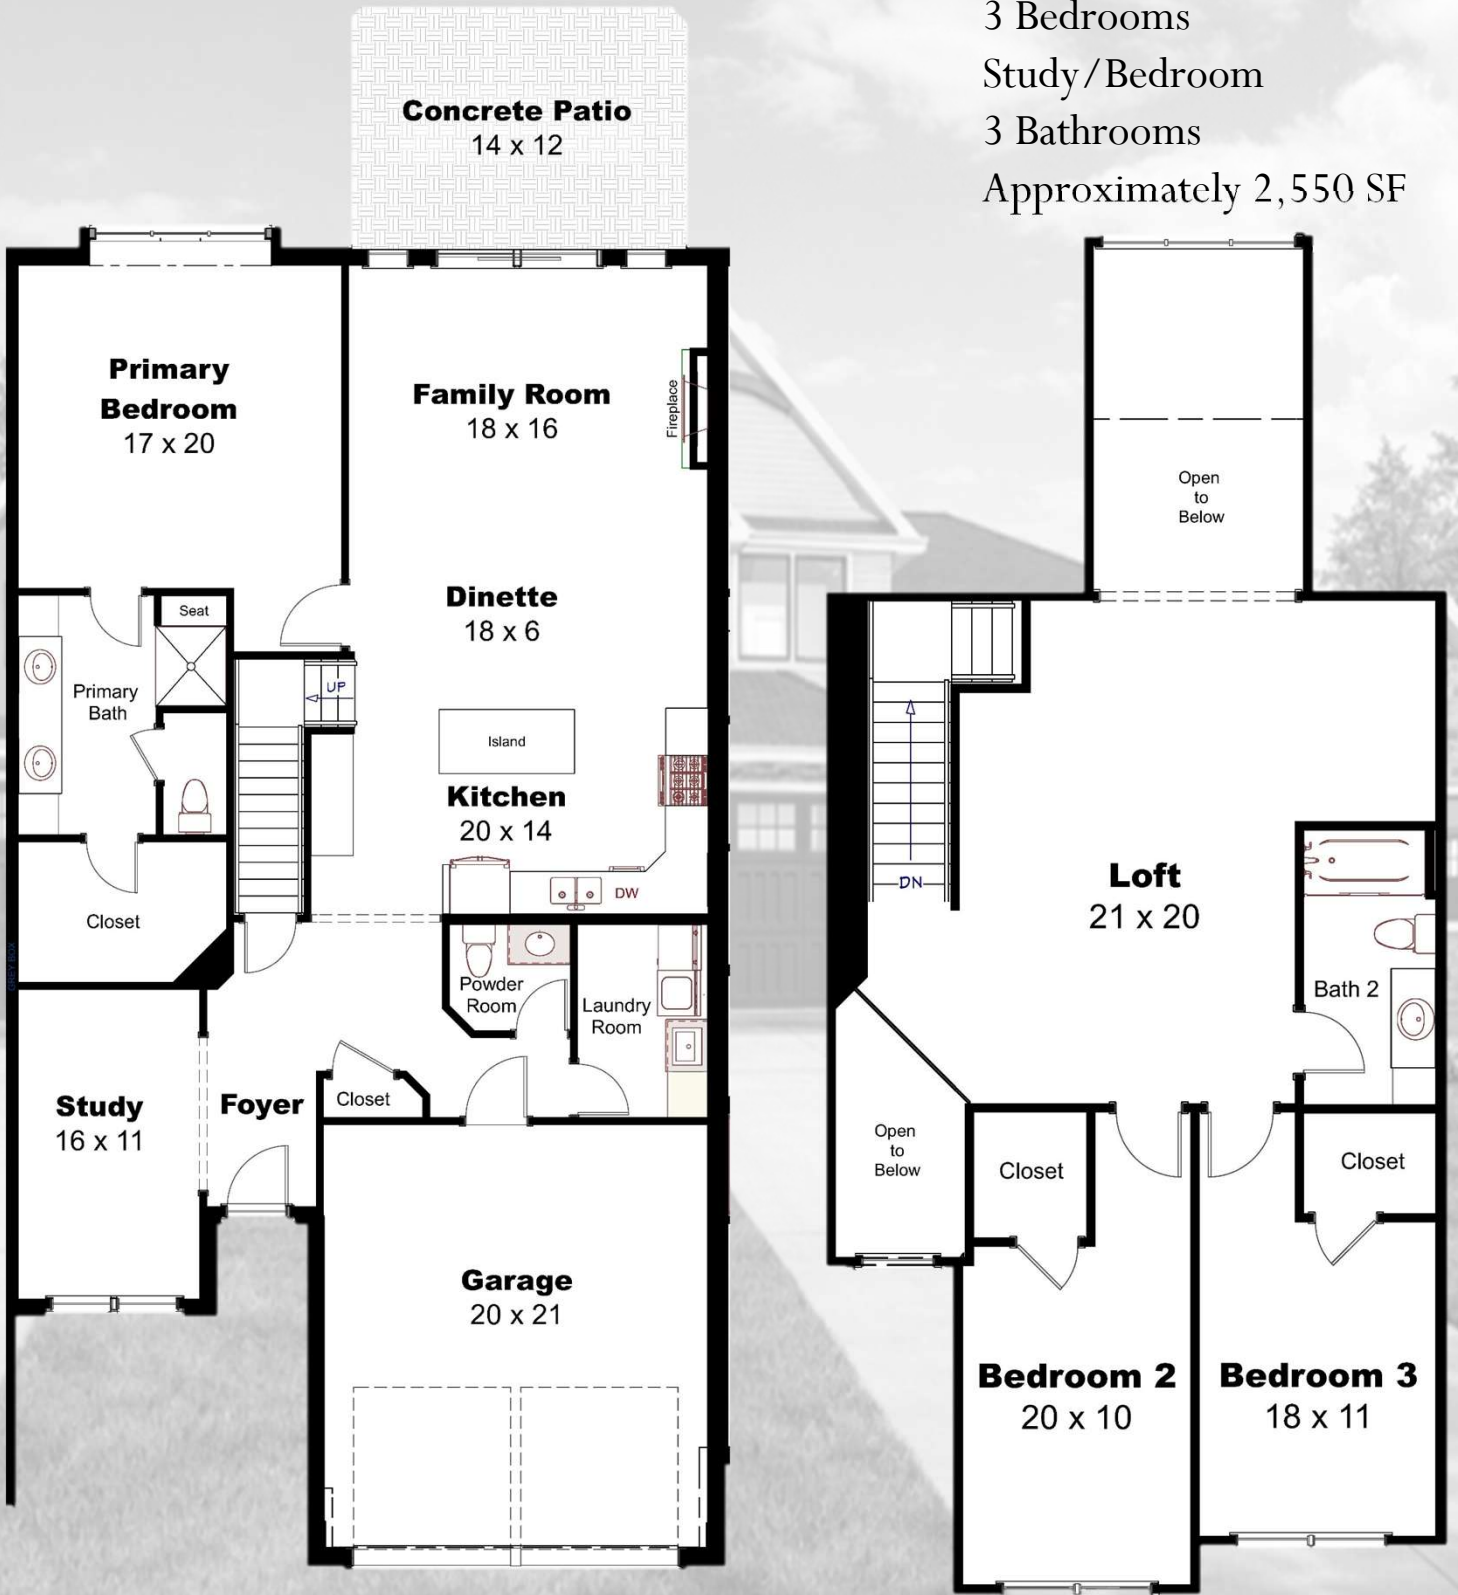 3 Bedrooms
Study/Bedroom
3 Bathrooms
Approximately 2,550 SF
Concrete Patio
14 x 12
Primary
Bedroom
17 x 20
Family Room
18 x 16
Fireplace
Dinette
18 x 6
Seat
Primary
Bath
UP
Island
Kitchen
20 x 14
DW
Closet
GREY BOX
Powder
Room
Laundry
Room
Closet
Study
16 x 11
Foyer
Garage
20 x 21
Open
to
Below
DN
Loft
21 x 20
Bath 2
Open
to
Below
Closet
Closet
Bedroom 2
20 x 10
Bedroom 3
18 x 11